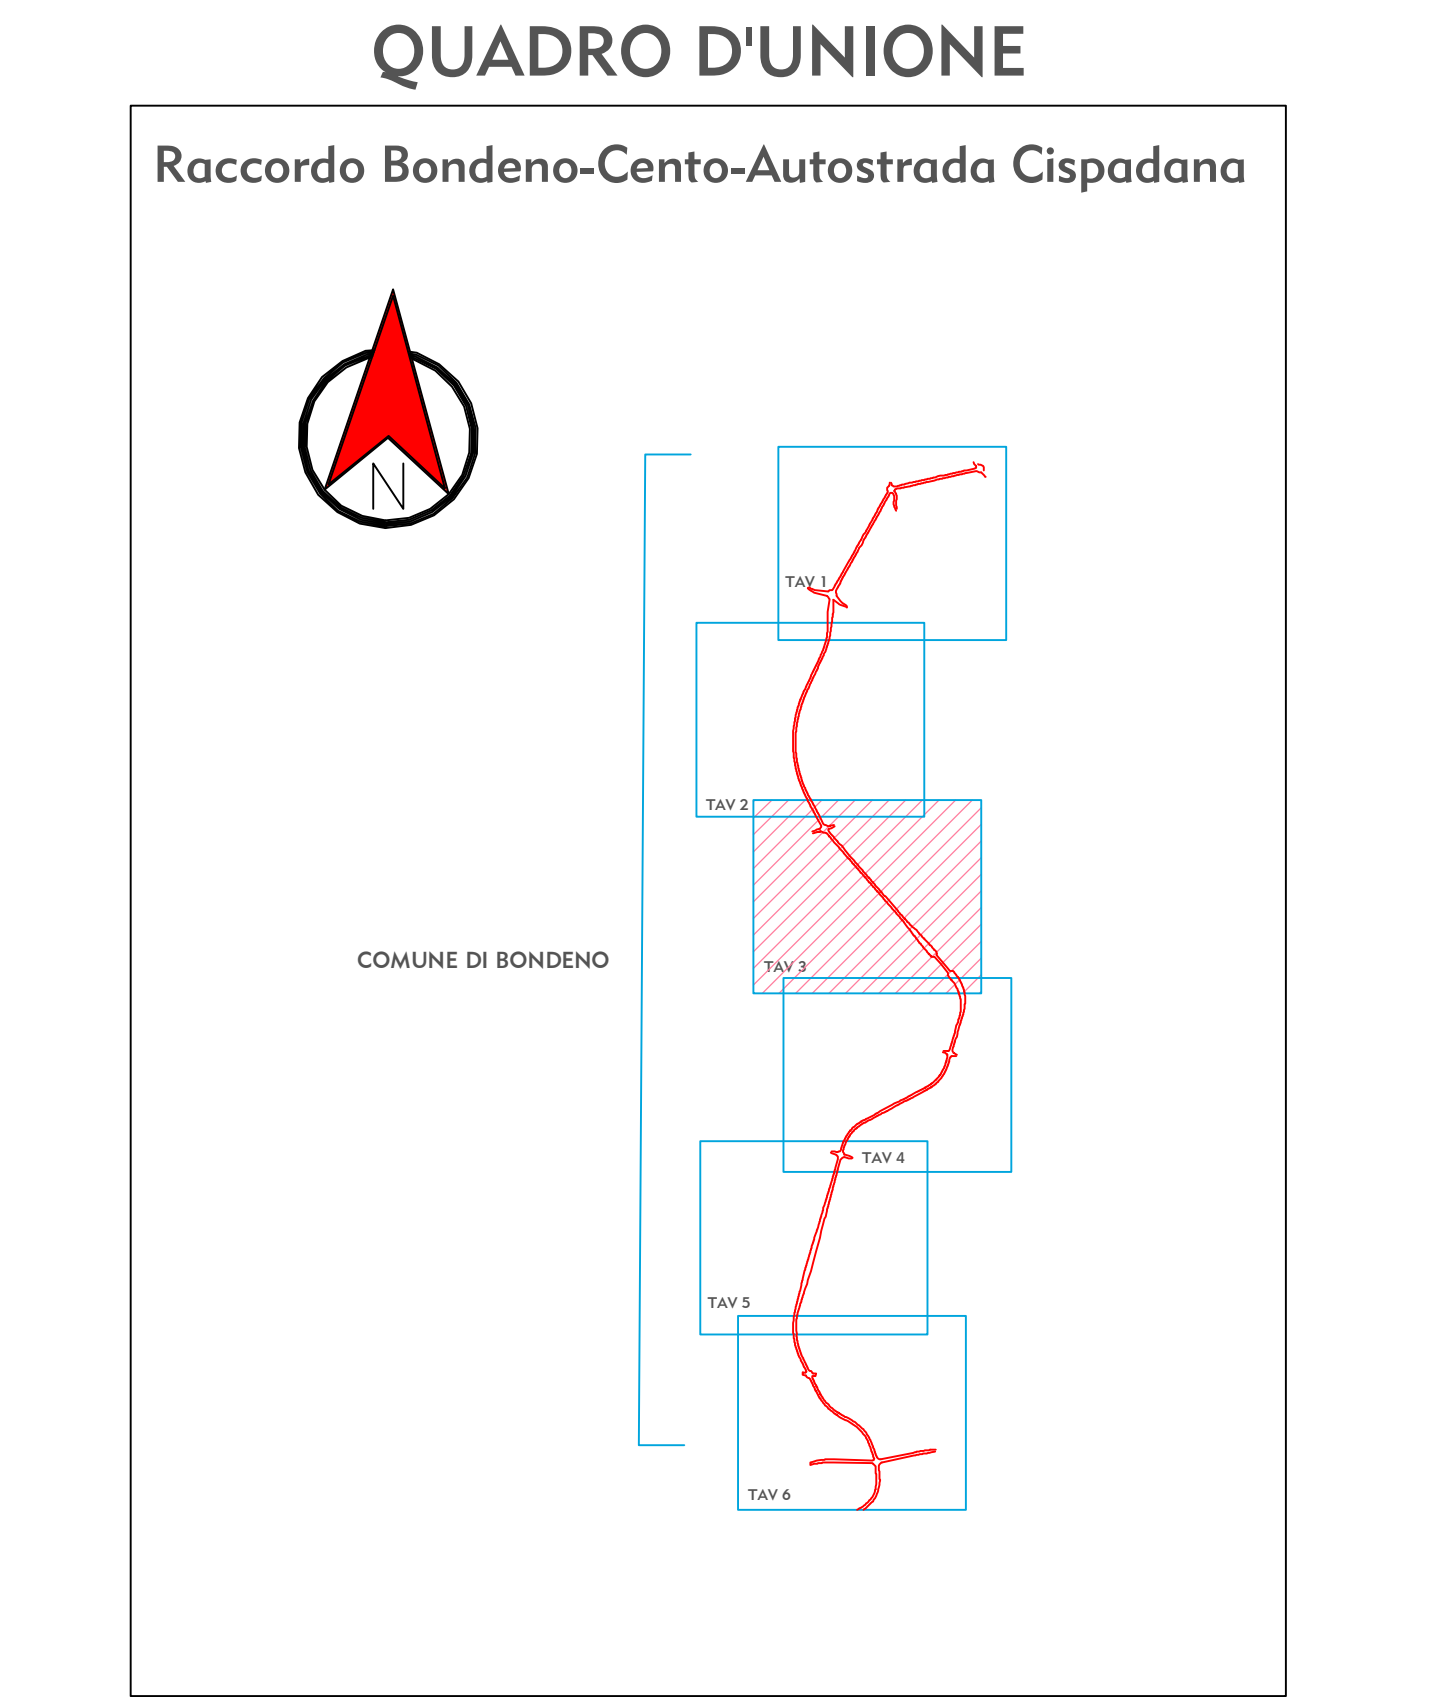 QUADRO D'UNIONE
Raccordo Bondeno-Cento-Autostrada Cispadana
N
TAV 1
TAV 2
COMUNE DI BONDENO
TAV 3
TAV 4
TAV 5
TAV 6